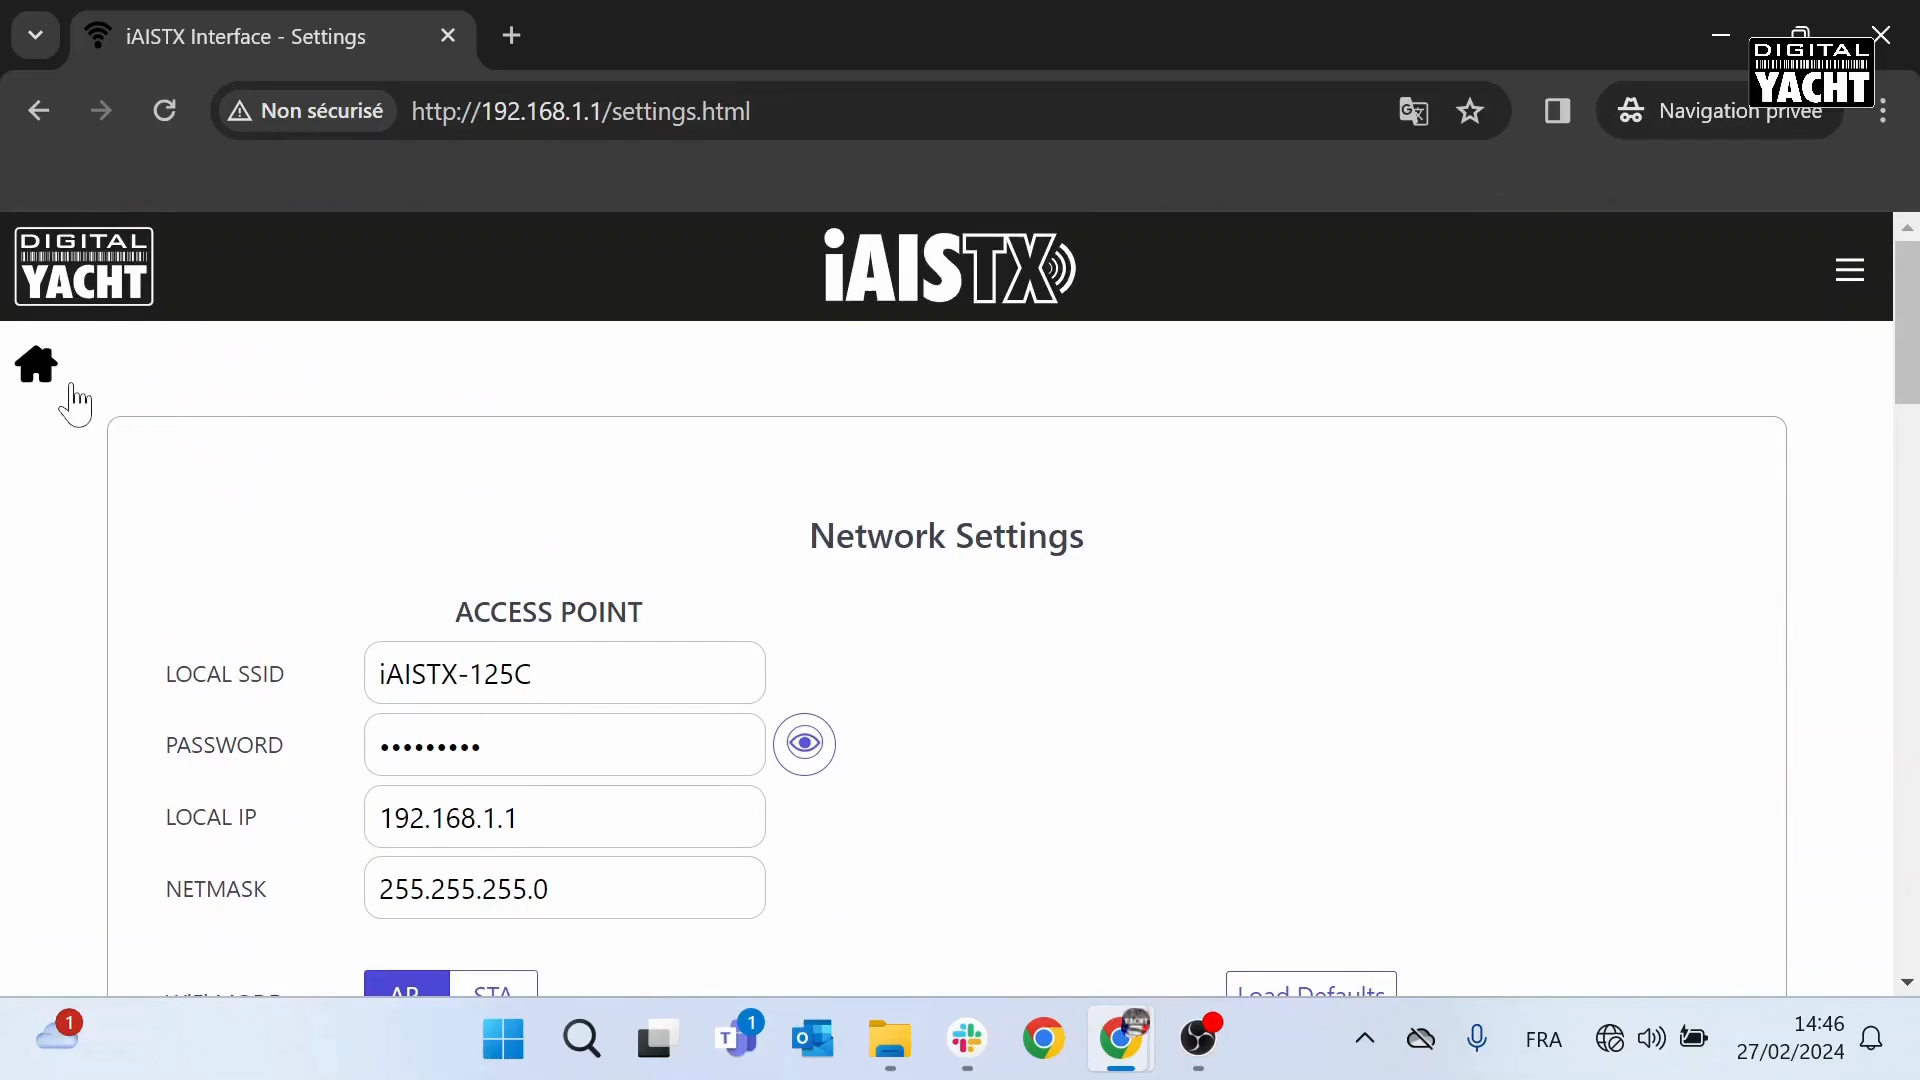 iAISTX Interface - Settings
DIGITAL
YACHT
Non sécurisé
http://192.168.1.1/settings.html
Navigation privée
DIGITAL
YACHT
iAISTX
Network Settings
ACCESS POINT
LOCAL SSID
iAISTX-125C
PASSWORD
•••••••••
LOCAL IP
192.168.1.1
NETMASK
255.255.255.0
WIFI MODE
AP
STA
Load Defaults
1
1
FRA
14:46
27/02/2024